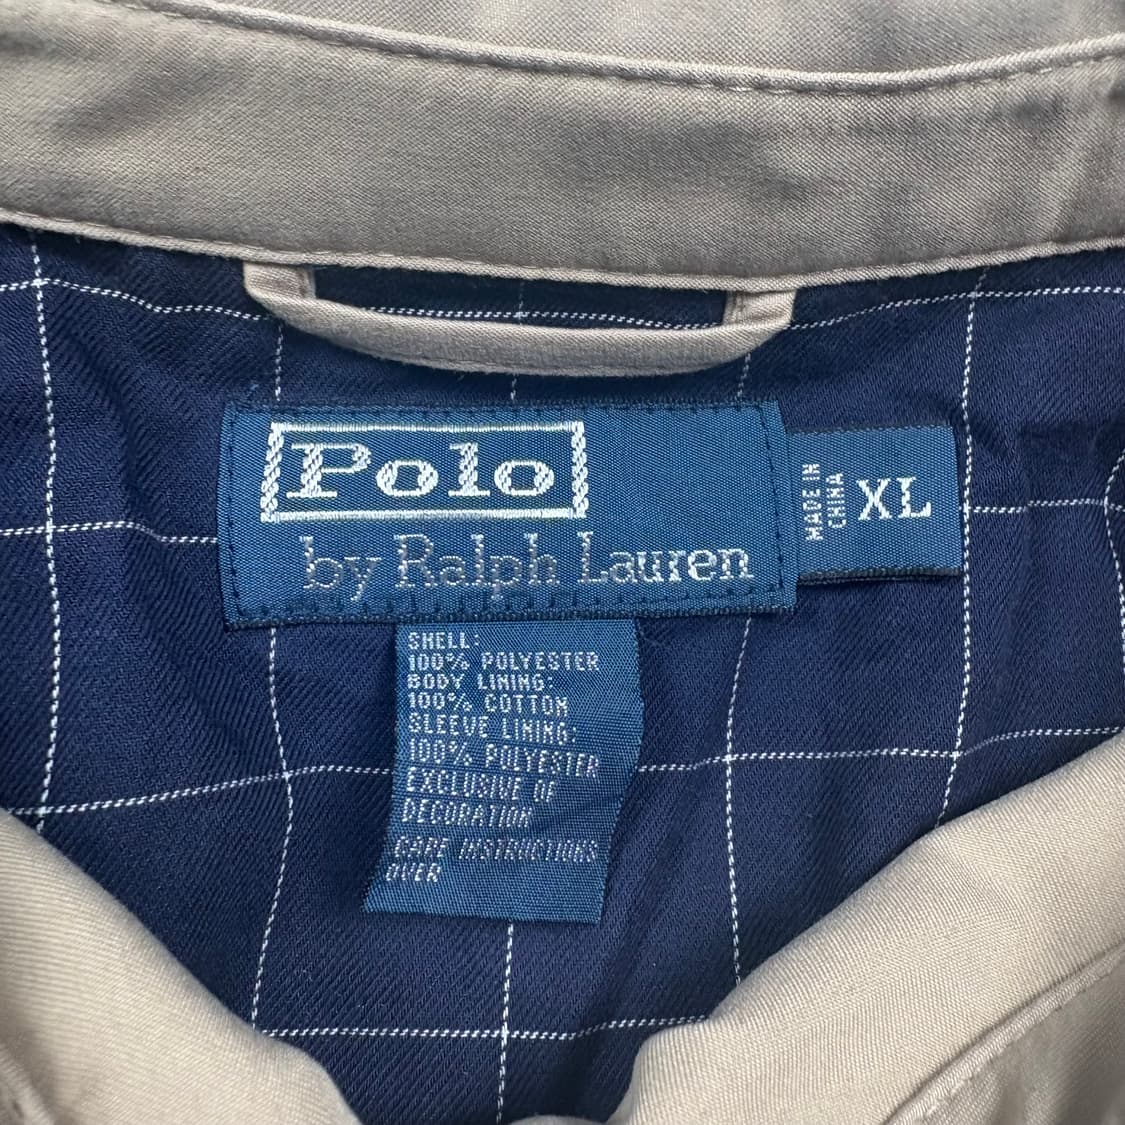 Polo
by Ralph Lauren
MADE IN
CHINA
XL
SHELL:
100% POLYESTER
BODY LINING:
100% COTTON
SLEEVE LINING:
100% POLYESTER
EXCLUSIVE OF
DECORATION
CARE INSTRUCTIONS
OVER